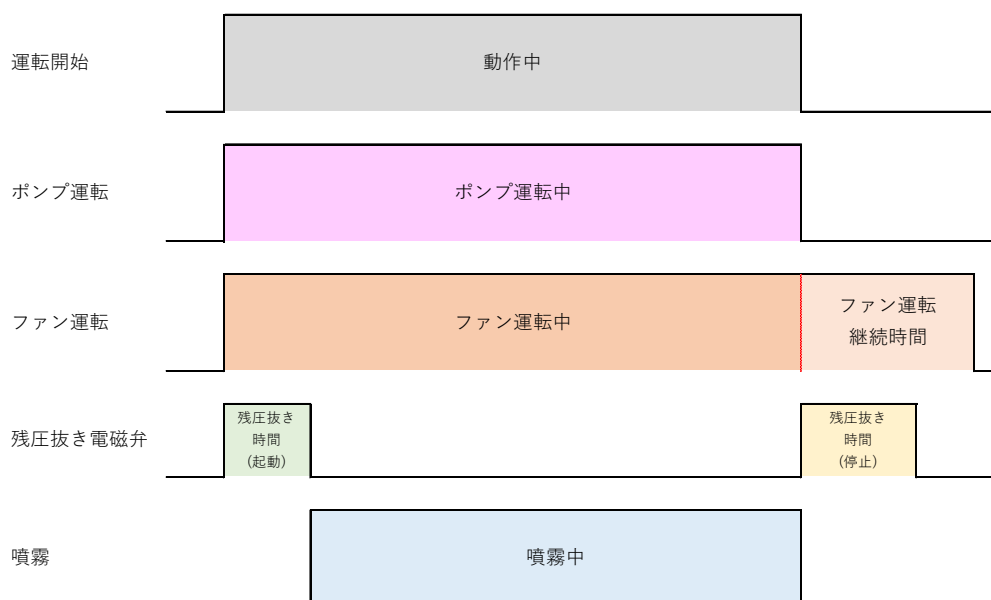 運転開始
動作中
ポンプ運転
ポンプ運転中
ファン運転
ファン運転中
ファン運転
継続時間
残圧抜き電磁弁
残圧抜き
時間
(起動)
残圧抜き
時間
(停止)
噴霧
噴霧中